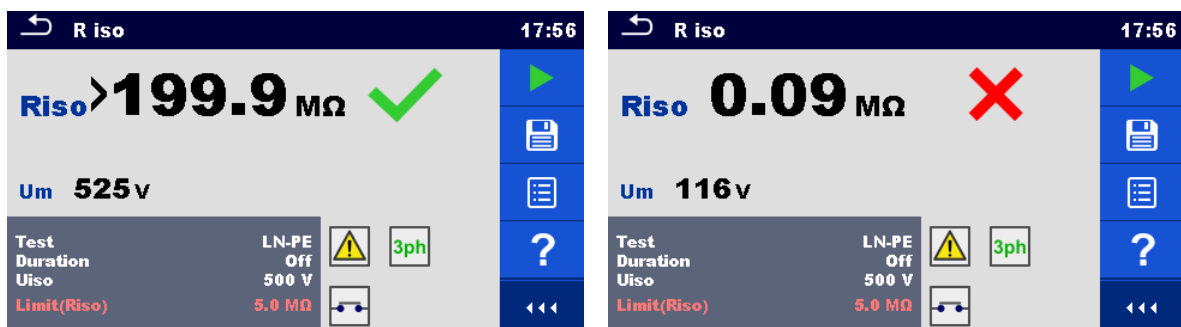 R iso 17:56
Riso >199.9 MΩ
Um 525 V
Test LN-PE
Duration Off
Uiso 500 V
Limit(Riso) 5.0 MΩ
3ph
?
R iso 17:56
Riso 0.09 MΩ
Um 116 V
Test LN-PE
Duration Off
Uiso 500 V
Limit(Riso) 5.0 MΩ
3ph
?